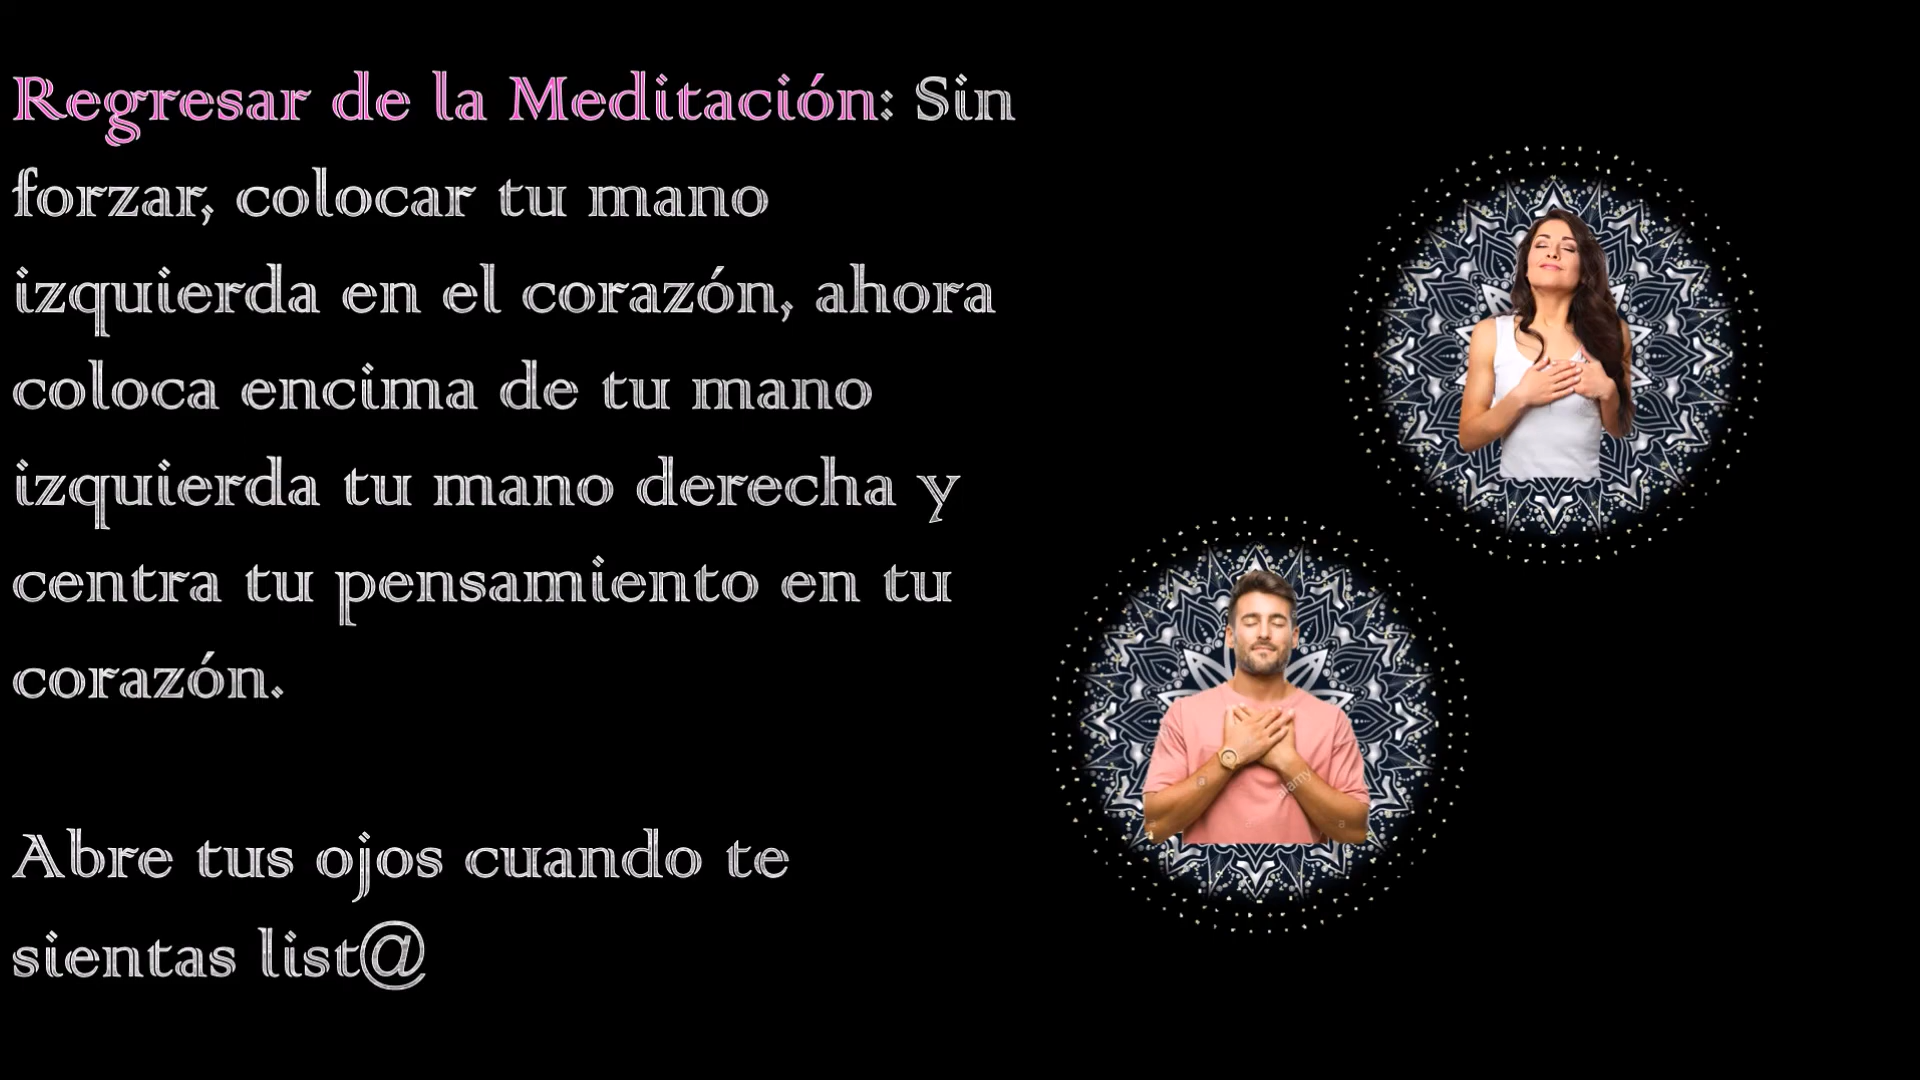 Regresar de la Meditación: Sin
forzar, colocar tu mano
izquierda en el corazón, ahora
coloca encima de tu mano
izquierda tu mano derecha y
centra tu pensamiento en tu
corazón.
Abre tus ojos cuando te
sientas list@
a
alamy
a
a